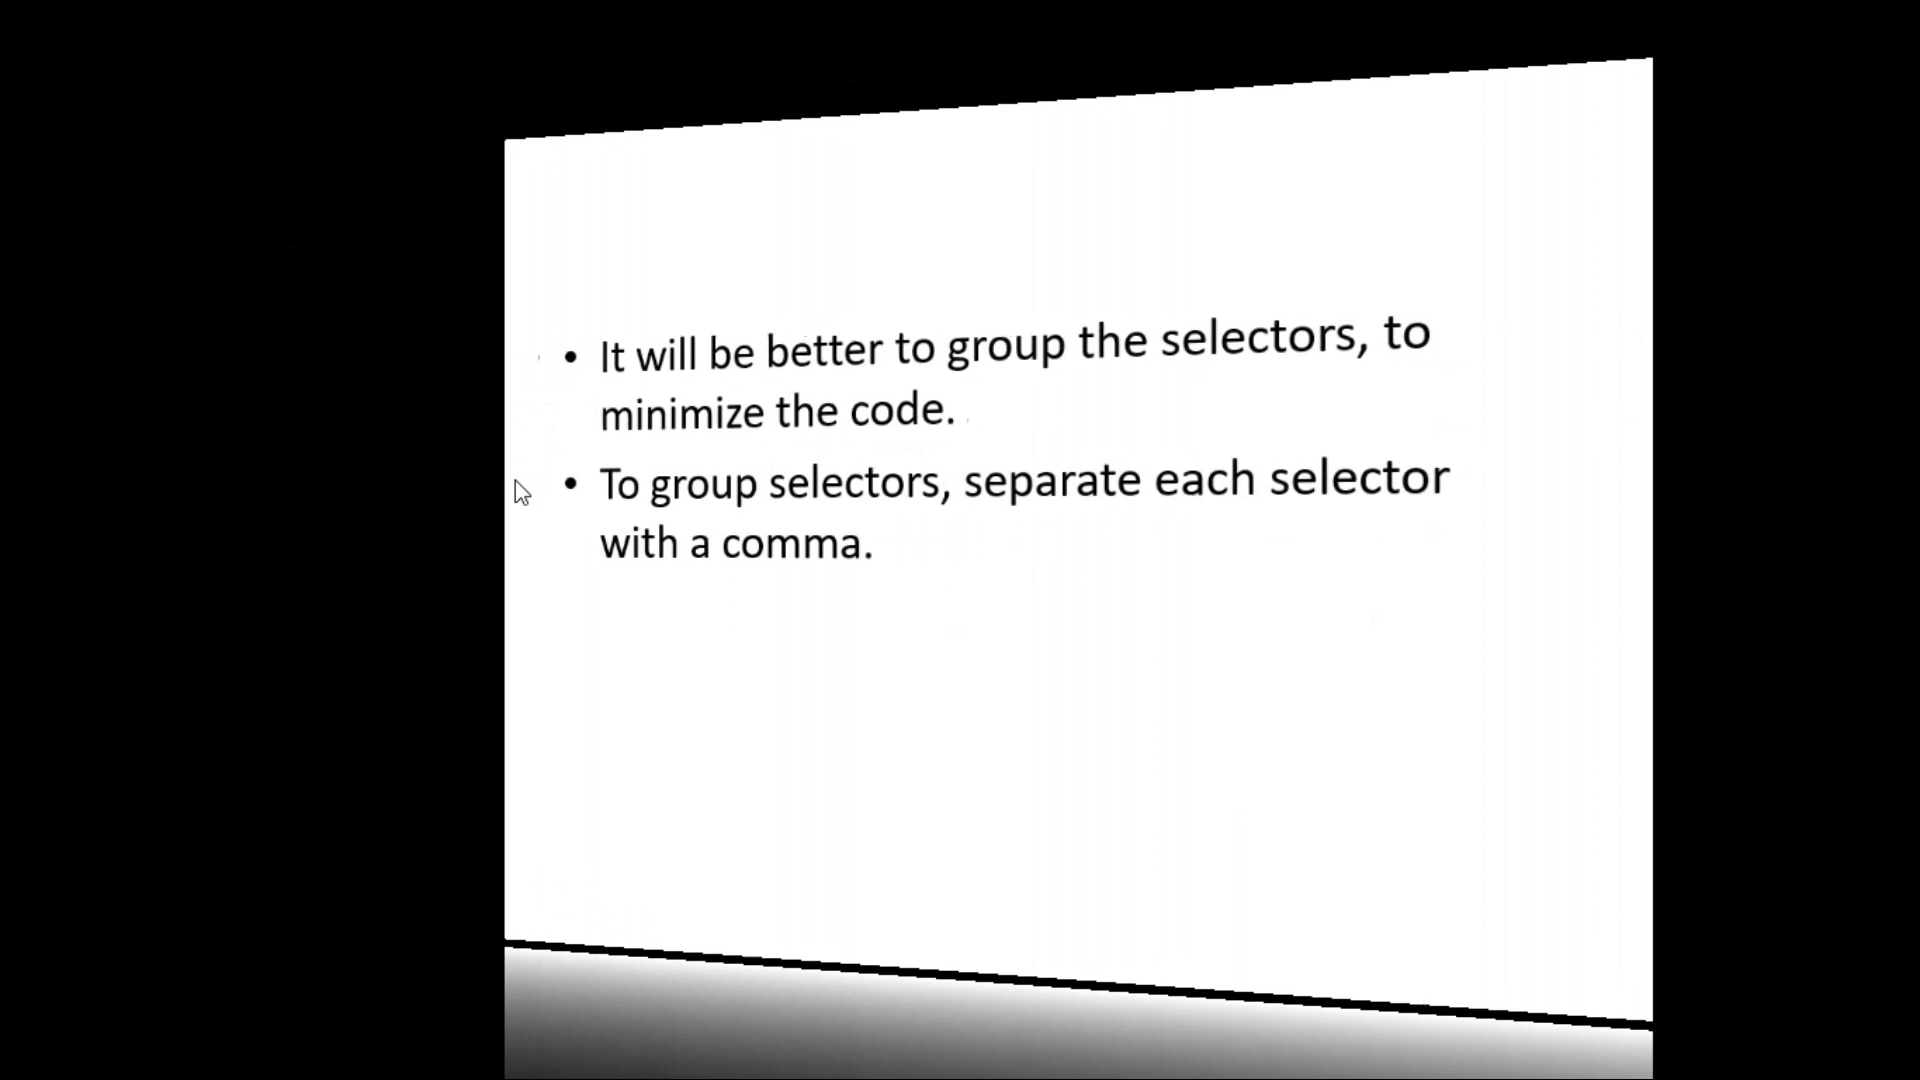 • It will be better to group the selectors, to
minimize the code.
• To group selectors, separate each selector
with a comma.